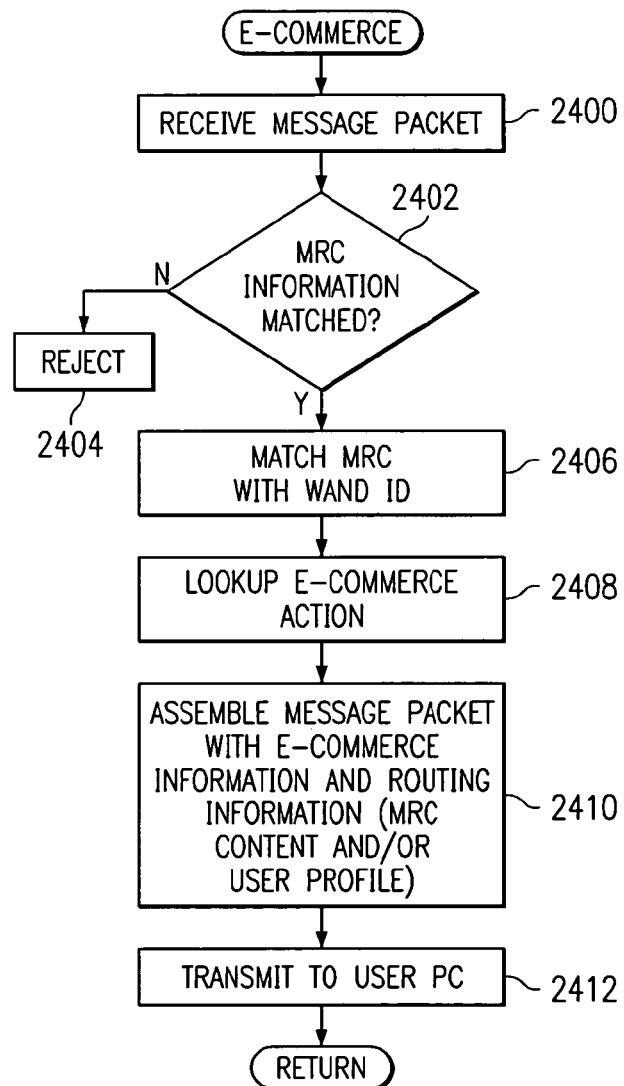 E-COMMERCE
RECEIVE MESSAGE PACKET
2400
2402
MRC
INFORMATION
MATCHED?
N
REJECT
2404
Y
MATCH MRC
WITH WAND ID
2406
LOOKUP E-COMMERCE
ACTION
2408
ASSEMBLE MESSAGE PACKET
WITH E-COMMERCE
INFORMATION AND ROUTING
INFORMATION (MRC
CONTENT AND/OR
USER PROFILE)
2410
TRANSMIT TO USER PC
2412
RETURN